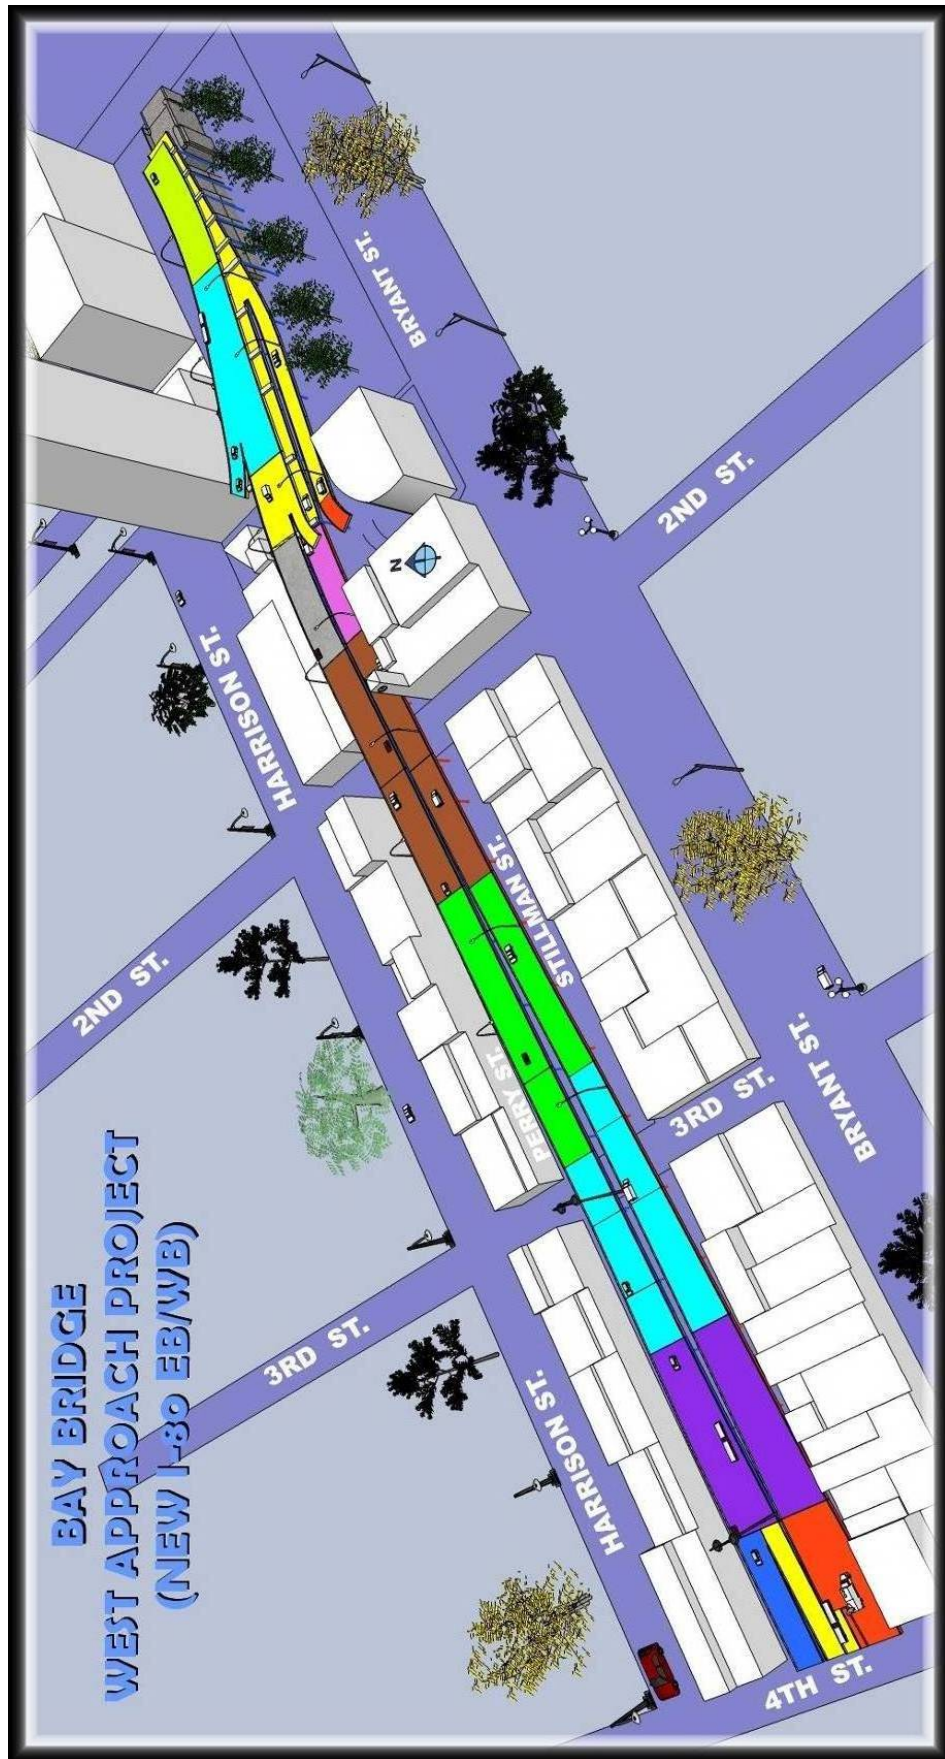 BAY BRIDGE
WEST APPROACH PROJECT
(NEW I-80 EB/WB)
BRYANT ST.
2ND ST.
N
HARRISON ST.
STILLMAN ST.
2ND ST.
PERRY ST.
3RD ST.
BRYANT ST.
3RD ST.
HARRISON ST.
4TH ST.